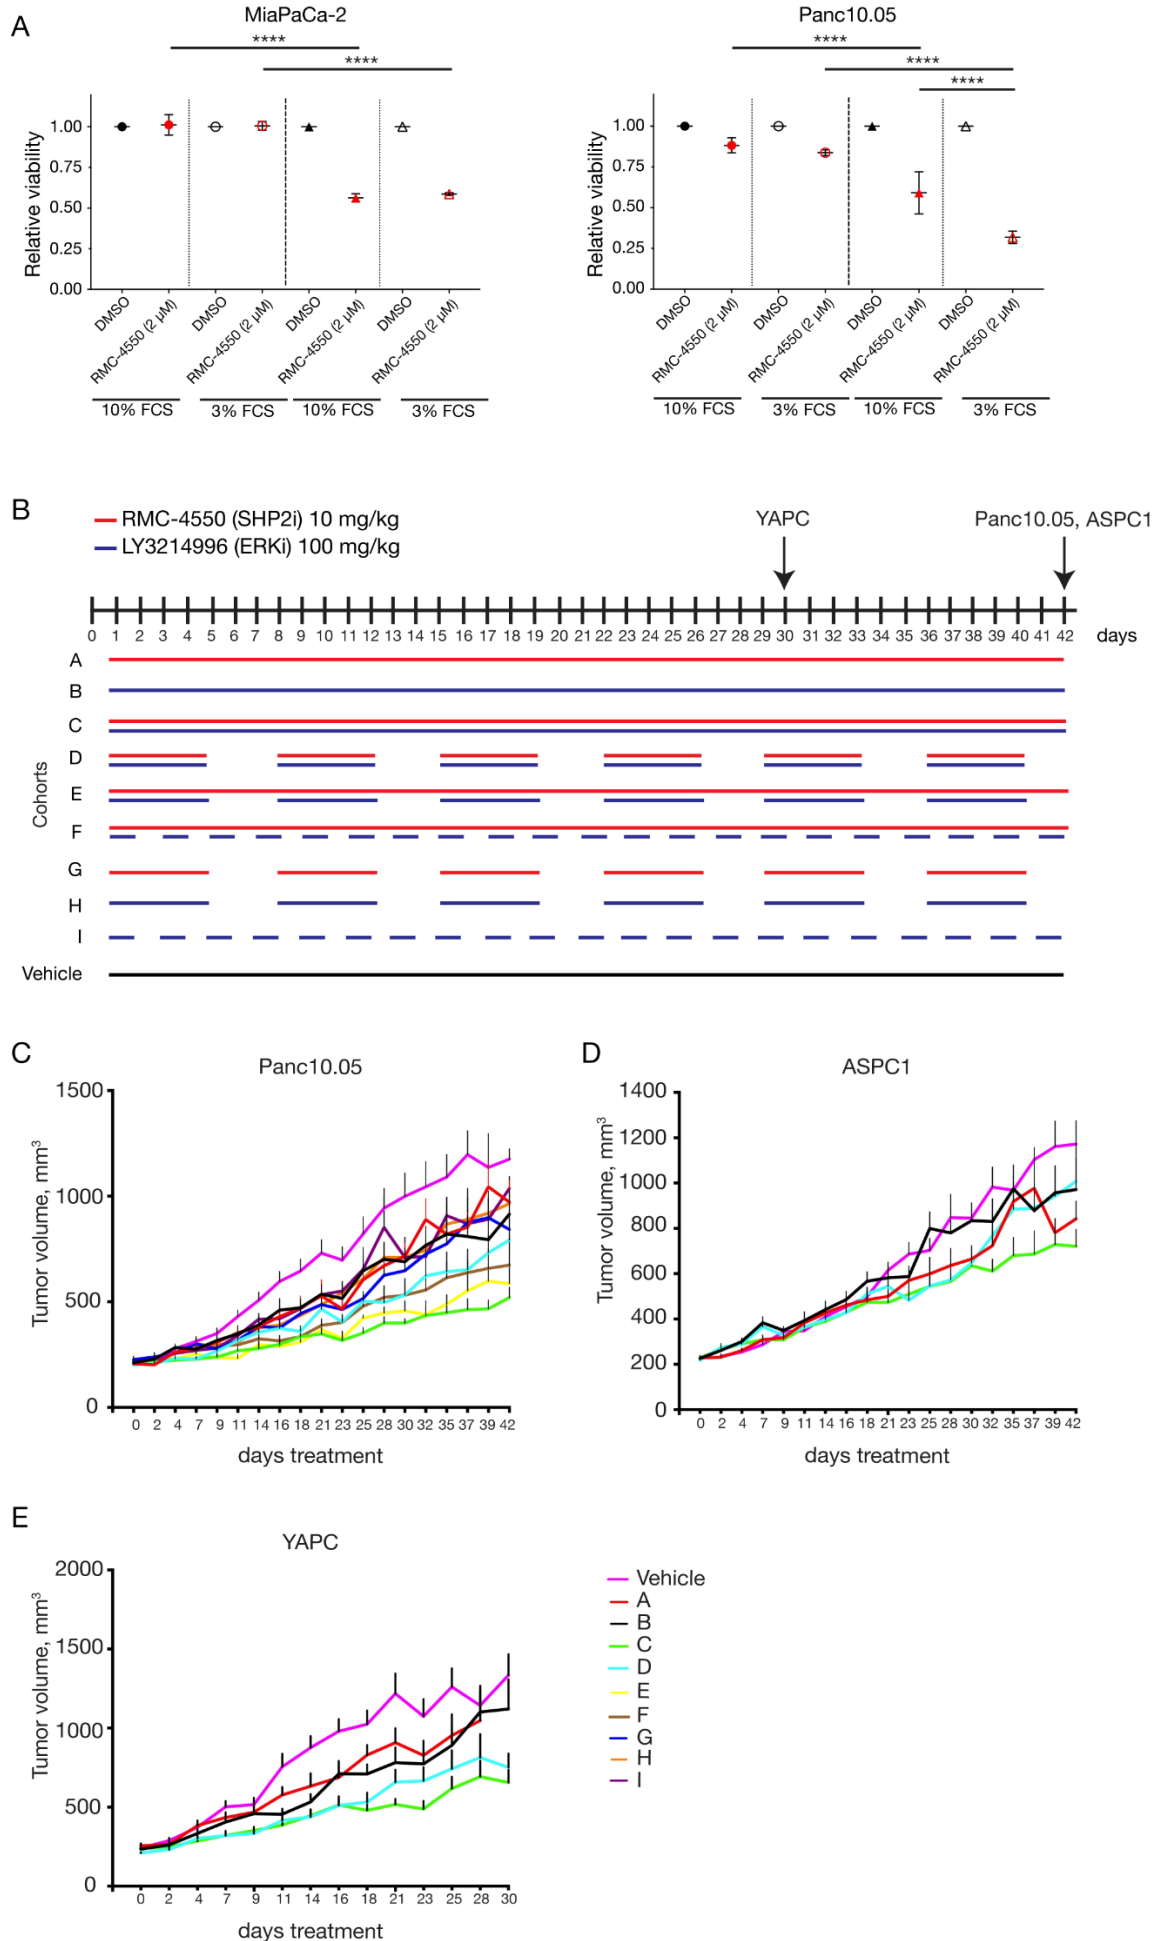 A
MiaPaCa-2
****
****
Relative viability
1.00
0.75
0.50
0.25
0.00
DMSO
RMC-4550 (2 µM)
DMSO
RMC-4550 (2 µM)
DMSO
RMC-4550 (2 µM)
DMSO
RMC-4550 (2 µM)
10% FCS
3% FCS
10% FCS
3% FCS
Panc10.05
****
****
****
Relative viability
1.00
0.75
0.50
0.25
0.00
DMSO
RMC-4550 (2 µM)
DMSO
RMC-4550 (2 µM)
DMSO
RMC-4550 (2 µM)
DMSO
RMC-4550 (2 µM)
10% FCS
3% FCS
10% FCS
3% FCS
B
RMC-4550 (SHP2i) 10 mg/kg
LY3214996 (ERKi) 100 mg/kg
YAPC
Panc10.05, ASPC1
0 1 2 3 4 5 6 7 8 9 10 11 12 13 14 15 16 17 18 19 20 21 22 23 24 25 26 27 28 29 30 31 32 33 34 35 36 37 38 39 40 41 42 days
Cohorts
A
B
C
D
E
F
G
H
I
Vehicle
C
Panc10.05
Tumor volume, mm³
1500
1000
500
0
0 2 4 7 9 11 14 16 18 21 23 25 28 30 32 35 37 39 42
days treatment
D
ASPC1
Tumor volume, mm³
1400
1200
1000
800
600
400
200
0
0 2 4 7 9 11 14 16 18 21 23 25 28 30 32 35 37 39 42
days treatment
E
YAPC
Tumor volume, mm³
2000
1500
1000
500
0
0 2 4 7 9 11 14 16 18 21 23 25 28 30
days treatment
Vehicle
A
B
C
D
E
F
G
H
I